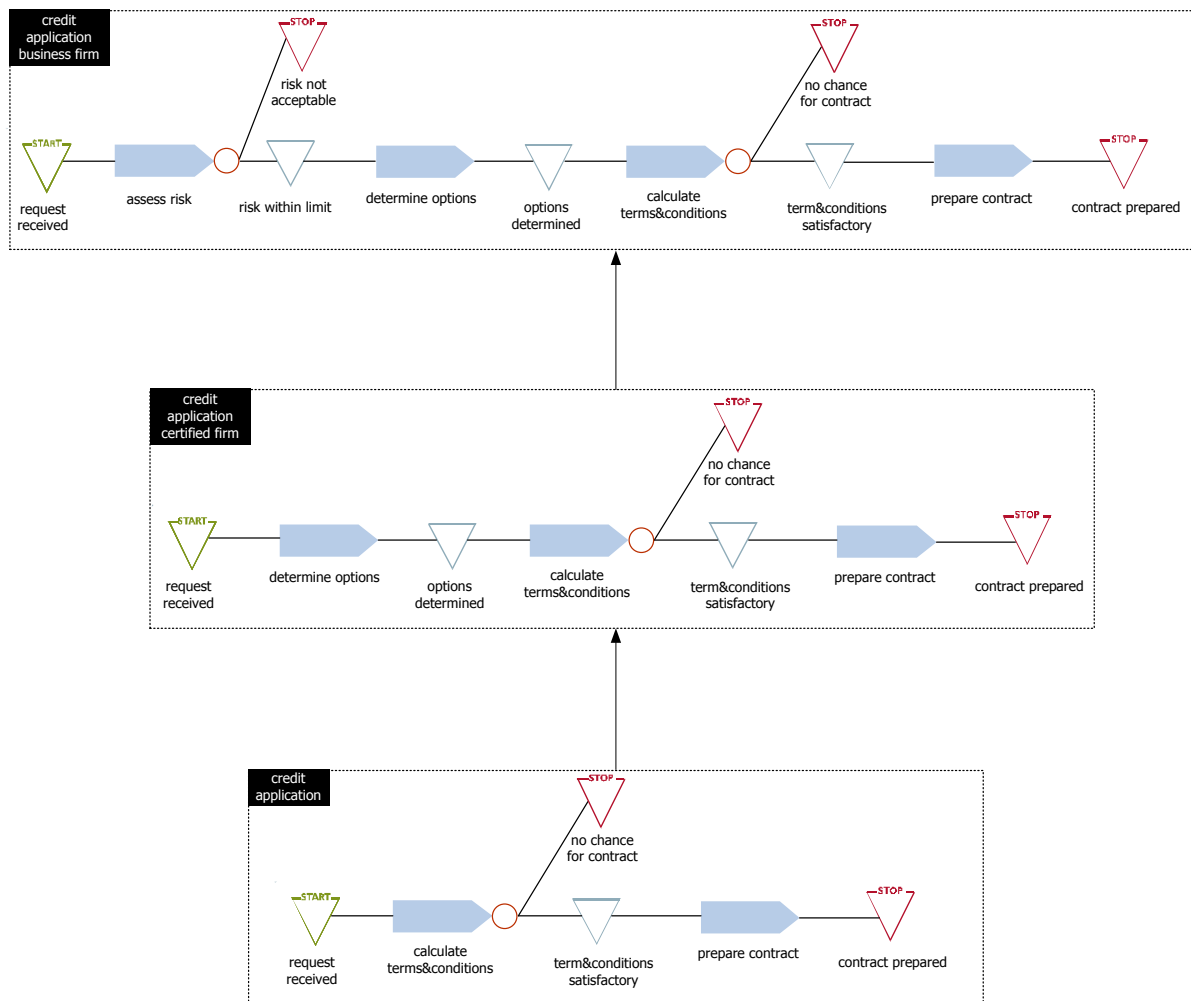 credit
application
business firm
STOP
risk not
acceptable
STOP
no chance
for contract
START
request
received
assess risk
risk within limit
determine options
options
determined
calculate
terms&conditions
term&conditions
satisfactory
prepare contract
STOP
contract prepared
credit
application
certified firm
STOP
no chance
for contract
START
request
received
determine options
options
determined
calculate
terms&conditions
term&conditions
satisfactory
prepare contract
STOP
contract prepared
credit
application
STOP
no chance
for contract
START
request
received
calculate
terms&conditions
term&conditions
satisfactory
prepare contract
STOP
contract prepared